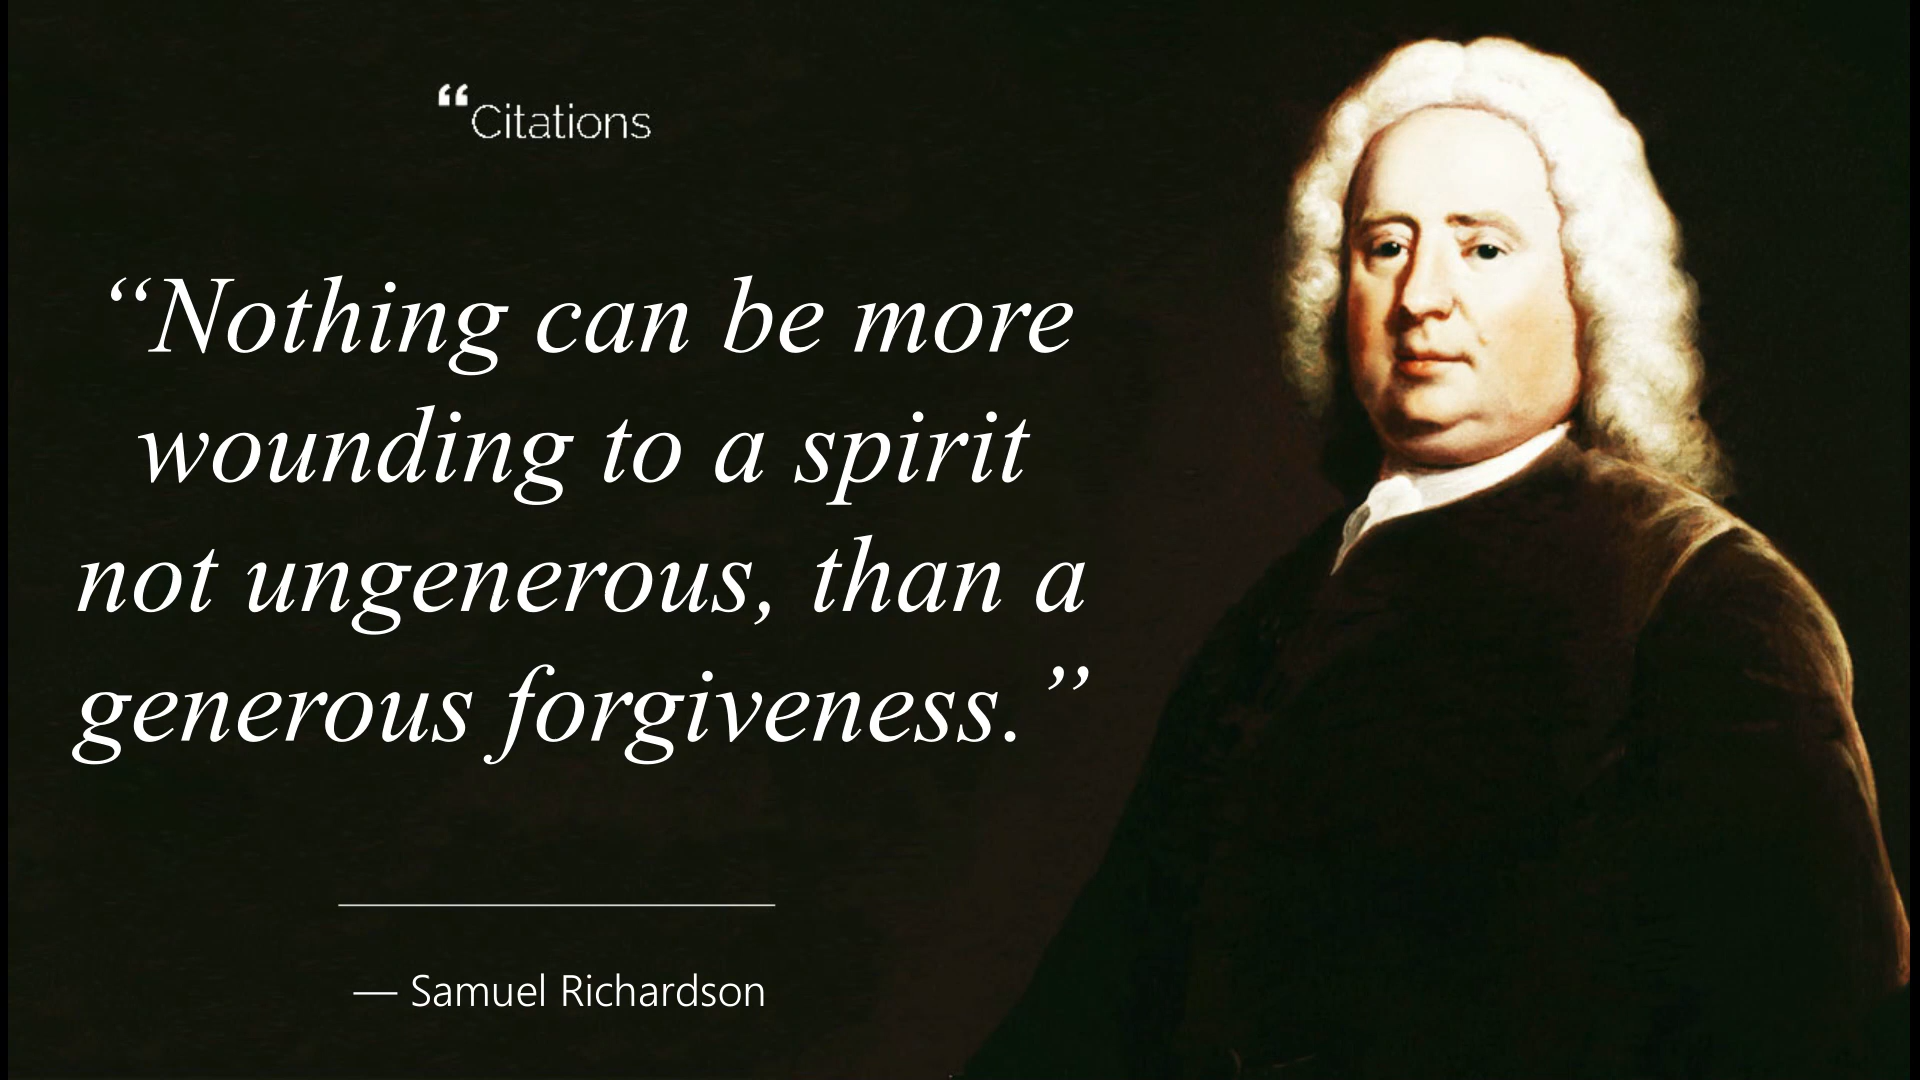 “Citations
“Nothing can be more
wounding to a spirit
not ungenerous, than a
generous forgiveness.”
— Samuel Richardson